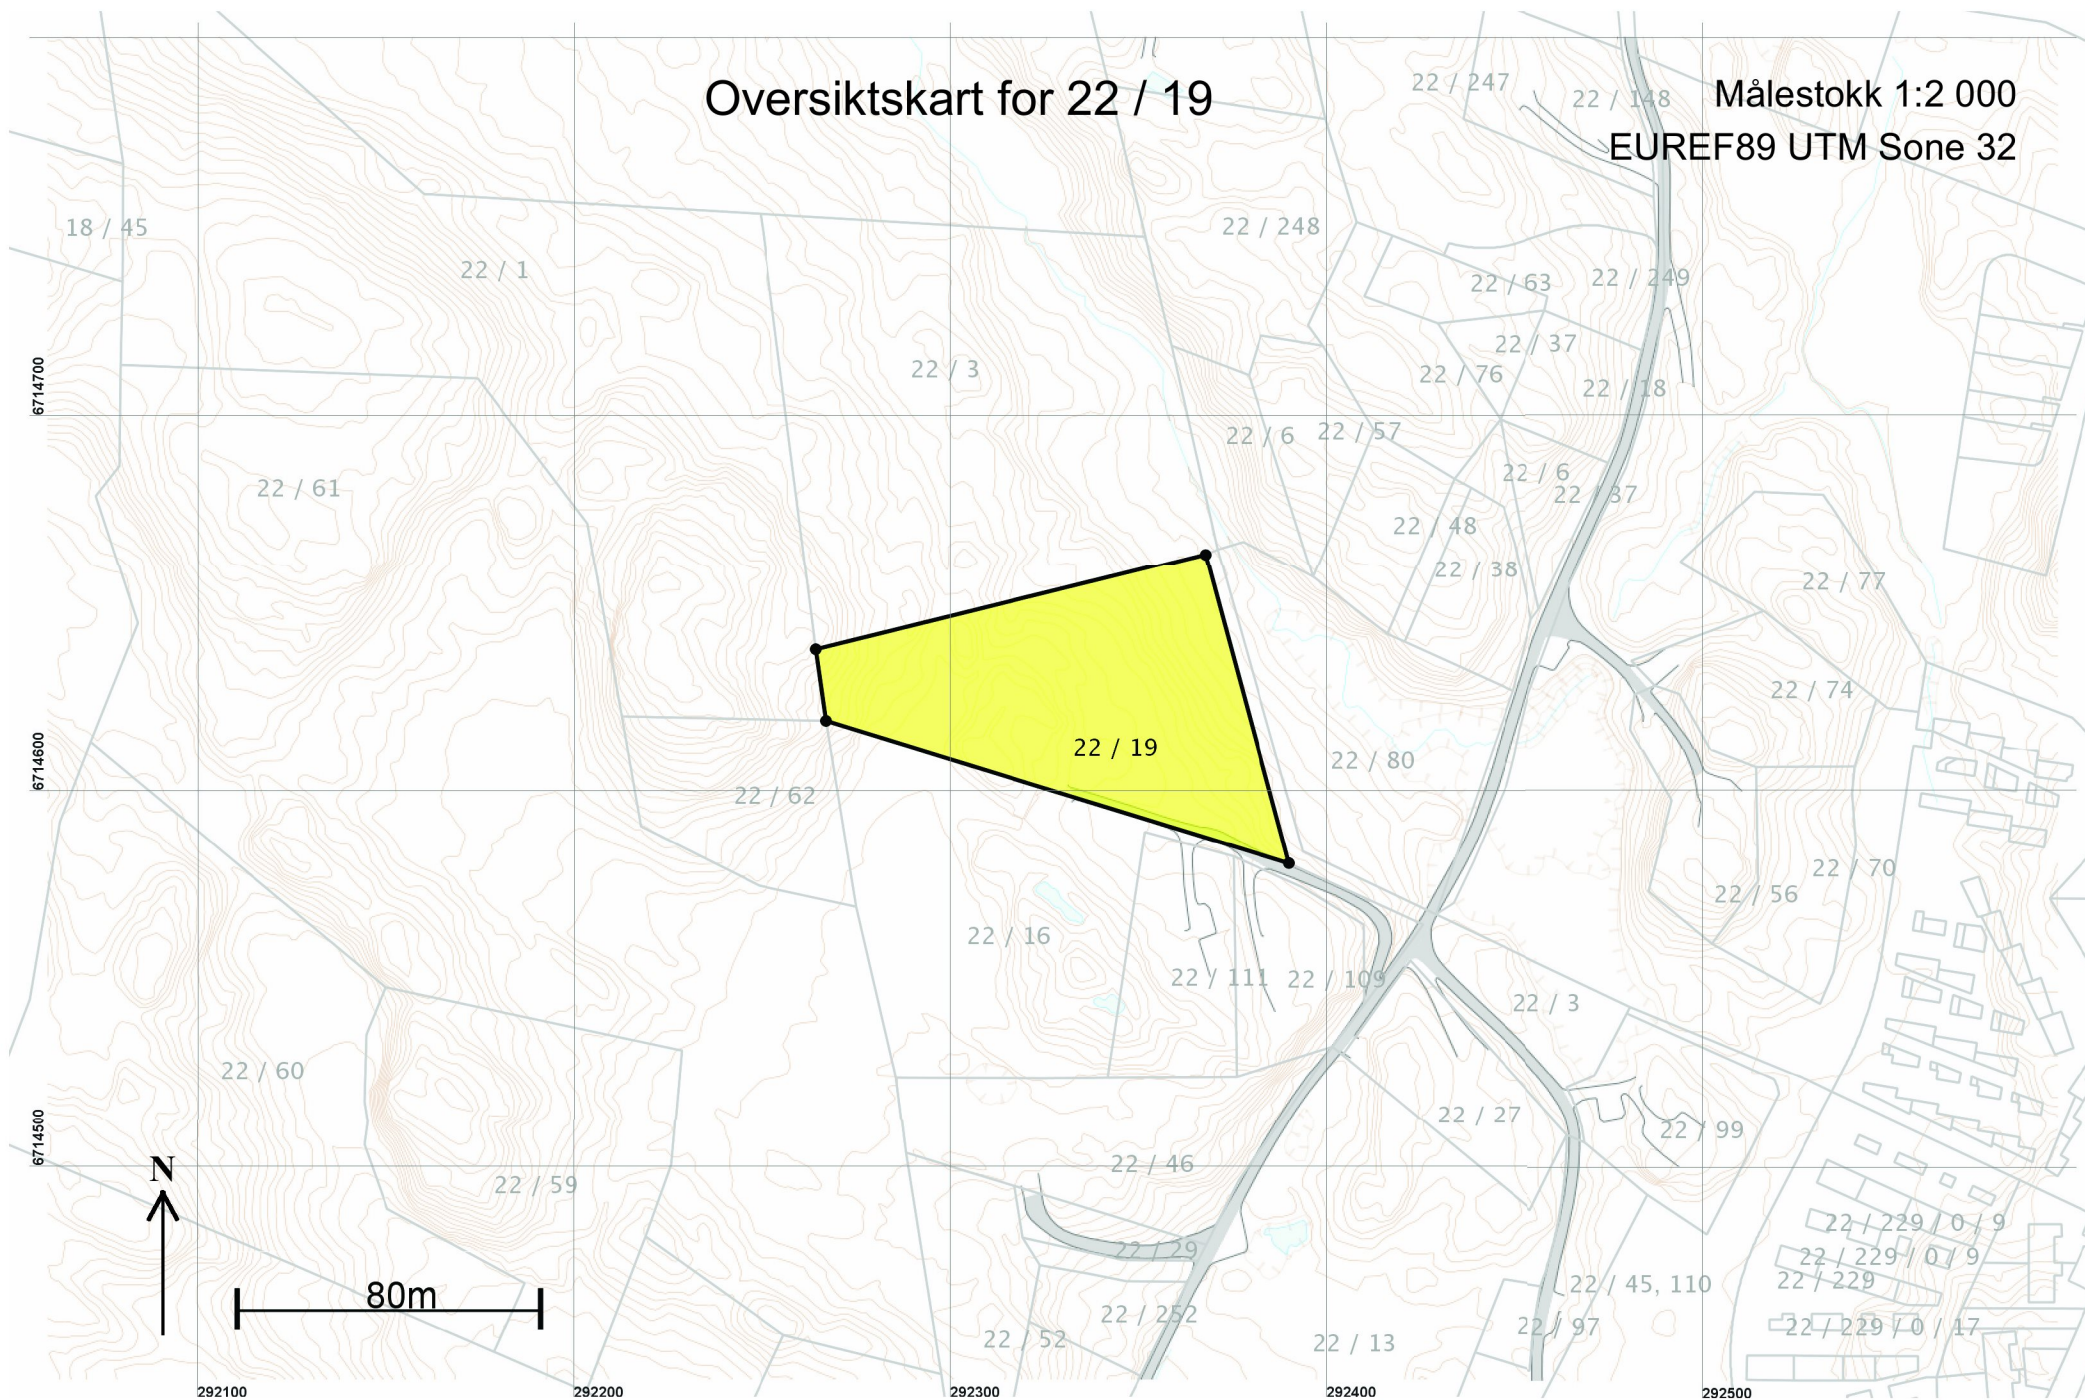 Oversiktskart for 22 / 19
Målestokk 1:2 000
EUREF89 UTM Sone 32
22 / 247
22 / 148
18 / 45
22 / 1
22 / 248
22 / 63
22 / 249
22 / 3
22 / 37
22 / 76
22 / 18
6714700
22 / 6
22 / 57
22 / 61
22 / 6
22 / 37
22 / 48
22 / 38
22 / 77
22 / 74
22 / 19
22 / 80
6714600
22 / 62
22 / 70
22 / 56
22 / 16
22 / 111
22 / 109
22 / 3
22 / 60
22 / 27
22 / 99
6714500
N
22 / 46
22 / 59
22 / 229 / 0 / 9
22 / 29
22 / 229 / 0 / 9
22 / 229
22 / 45, 110
80m
22 / 252
22 / 52
22 / 13
22 / 97
22 / 229 / 0 / 17
292100
292200
292300
292400
292500